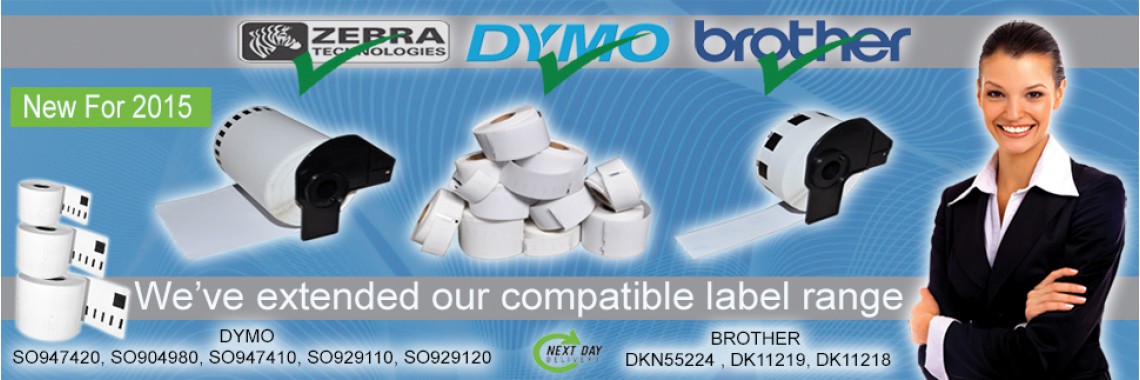 ZEBRA
TECHNOLOGIES
DYMO
brother
New For 2015
We've extended our compatible label range
DYMO
SO947420, SO904980, SO947410, SO929110, SO929120
NEXT DAY
DELIVERY
BROTHER
DKN55224 , DK11219, DK11218